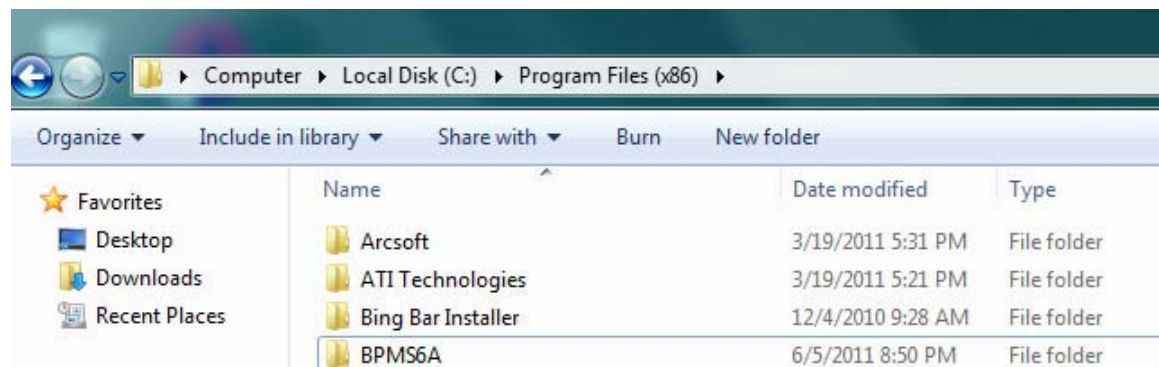 Computer Local Disk (C:) Program Files (x86)
Organize Include in library Share with Burn New folder
Favorites
Desktop
Downloads
Recent Places
Name Date modified Type
Arcsoft 3/19/2011 5:31 PM File folder
ATI Technologies 3/19/2011 5:21 PM File folder
Bing Bar Installer 12/4/2010 9:28 AM File folder
BPMS6A 6/5/2011 8:50 PM File folder